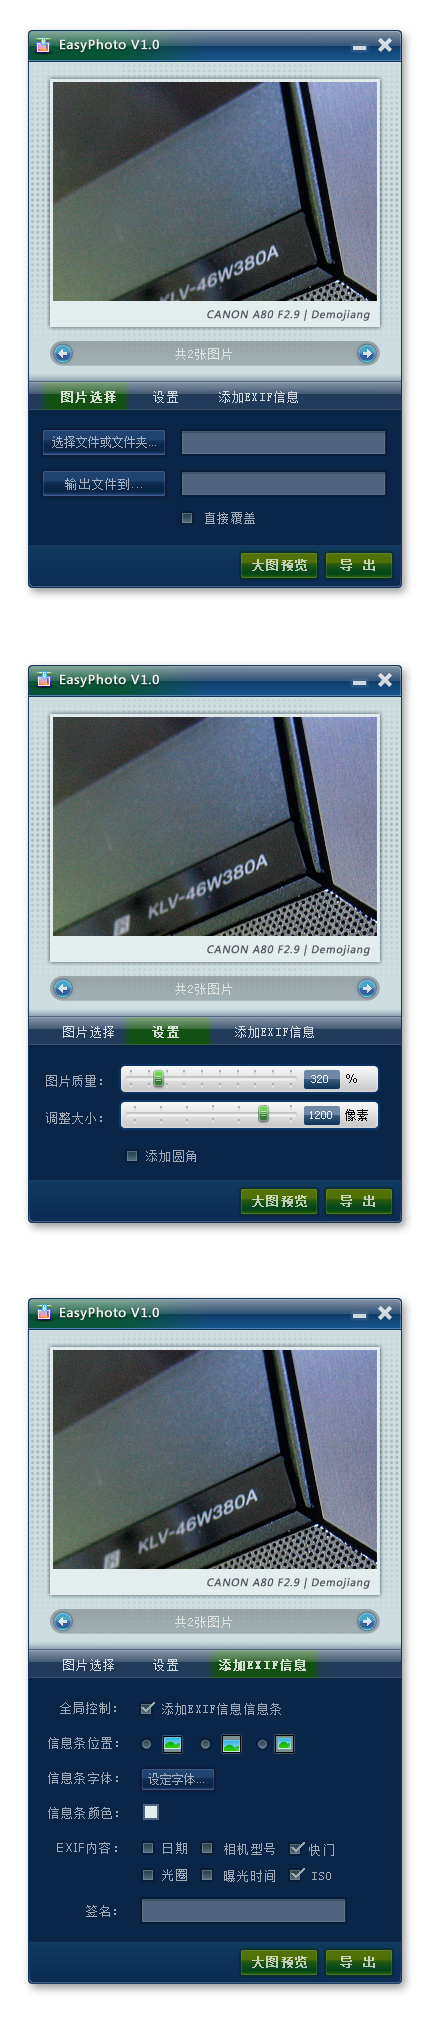 EasyPhoto V1.0
KLV-46W380A
CANON A80 F2.9 | Demojiang
共2张图片
图片选择 设置 添加EXIF信息
选择文件或文件夹...
输出文件到...
直接覆盖
大图预览 导 出
EasyPhoto V1.0
KLV-46W380A
CANON A80 F2.9 | Demojiang
共2张图片
图片选择 设置 添加EXIF信息
图片质量： 320 %
调整大小： 1200 像素
添加圆角
大图预览 导 出
EasyPhoto V1.0
KLV-46W380A
CANON A80 F2.9 | Demojiang
共2张图片
图片选择 设置 添加EXIF信息
全局控制： 添加EXIF信息信息条
信息条位置：
信息条字体： 设定字体...
信息条颜色：
EXIF内容： 日期 相机型号 快门
光圈 曝光时间 ISO
签名：
大图预览 导 出